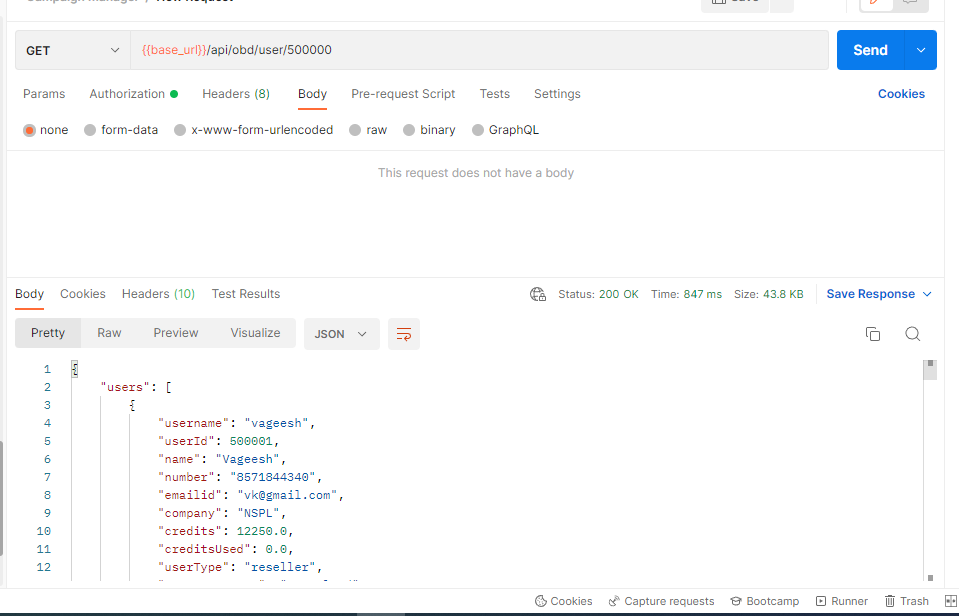 GET {{base_url}}/api/obd/user/500000 Send
Params Authorization Headers (8) Body Pre-request Script Tests Settings Cookies
none form-data x-www-form-urlencoded raw binary GraphQL
This request does not have a body
Body Cookies Headers (10) Test Results Status: 200 OK Time: 847 ms Size: 43.8 KB Save Response
Pretty Raw Preview Visualize JSON
1 {
2 "users": [
3 {
4 "username": "vageesh",
5 "userId": 500001,
6 "name": "Vageesh",
7 "number": "8571844340",
8 "emailid": "vk@gmail.com",
9 "company": "NSPL",
10 "credits": 12250.0,
11 "creditsUsed": 0.0,
12 "userType": "reseller",
Cookies Capture requests Bootcamp Runner Trash